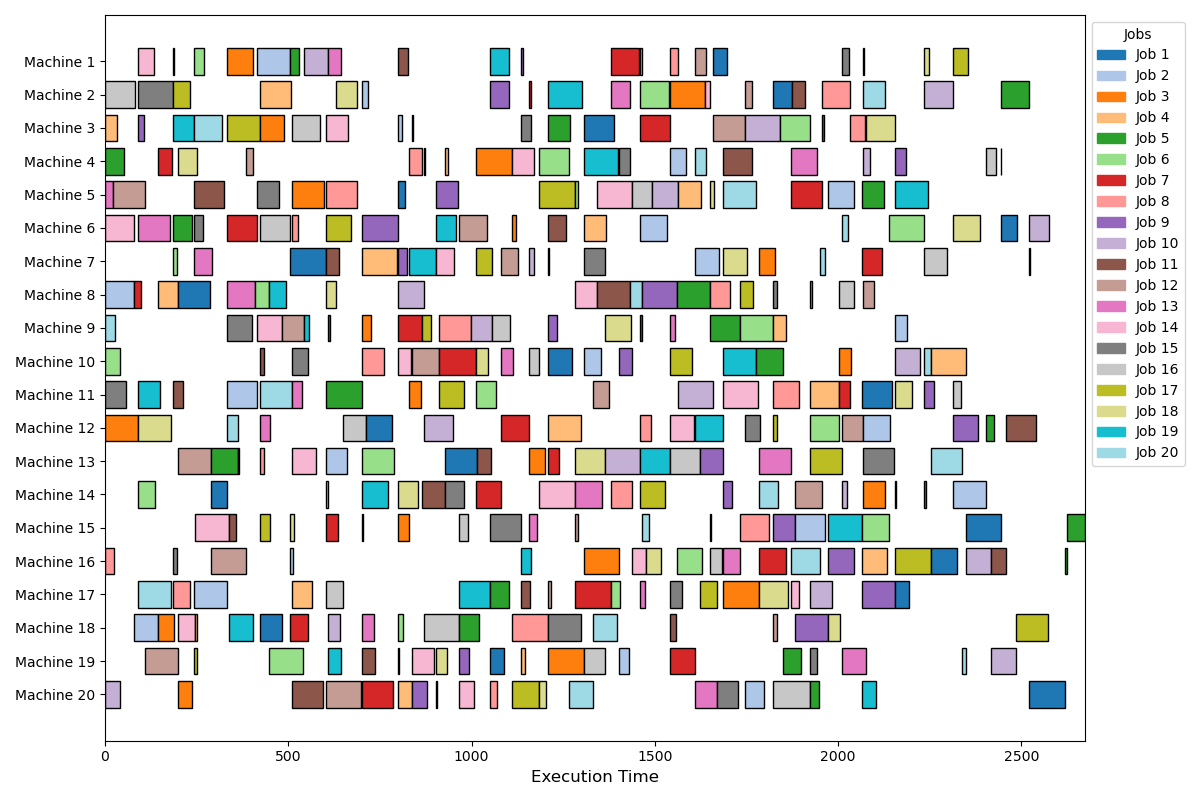 Machine 1
Machine 2
Machine 3
Machine 4
Machine 5
Machine 6
Machine 7
Machine 8
Machine 9
Machine 10
Machine 11
Machine 12
Machine 13
Machine 14
Machine 15
Machine 16
Machine 17
Machine 18
Machine 19
Machine 20
0 500 1000 1500 2000 2500
Execution Time
Jobs
Job 1
Job 2
Job 3
Job 4
Job 5
Job 6
Job 7
Job 8
Job 9
Job 10
Job 11
Job 12
Job 13
Job 14
Job 15
Job 16
Job 17
Job 18
Job 19
Job 20